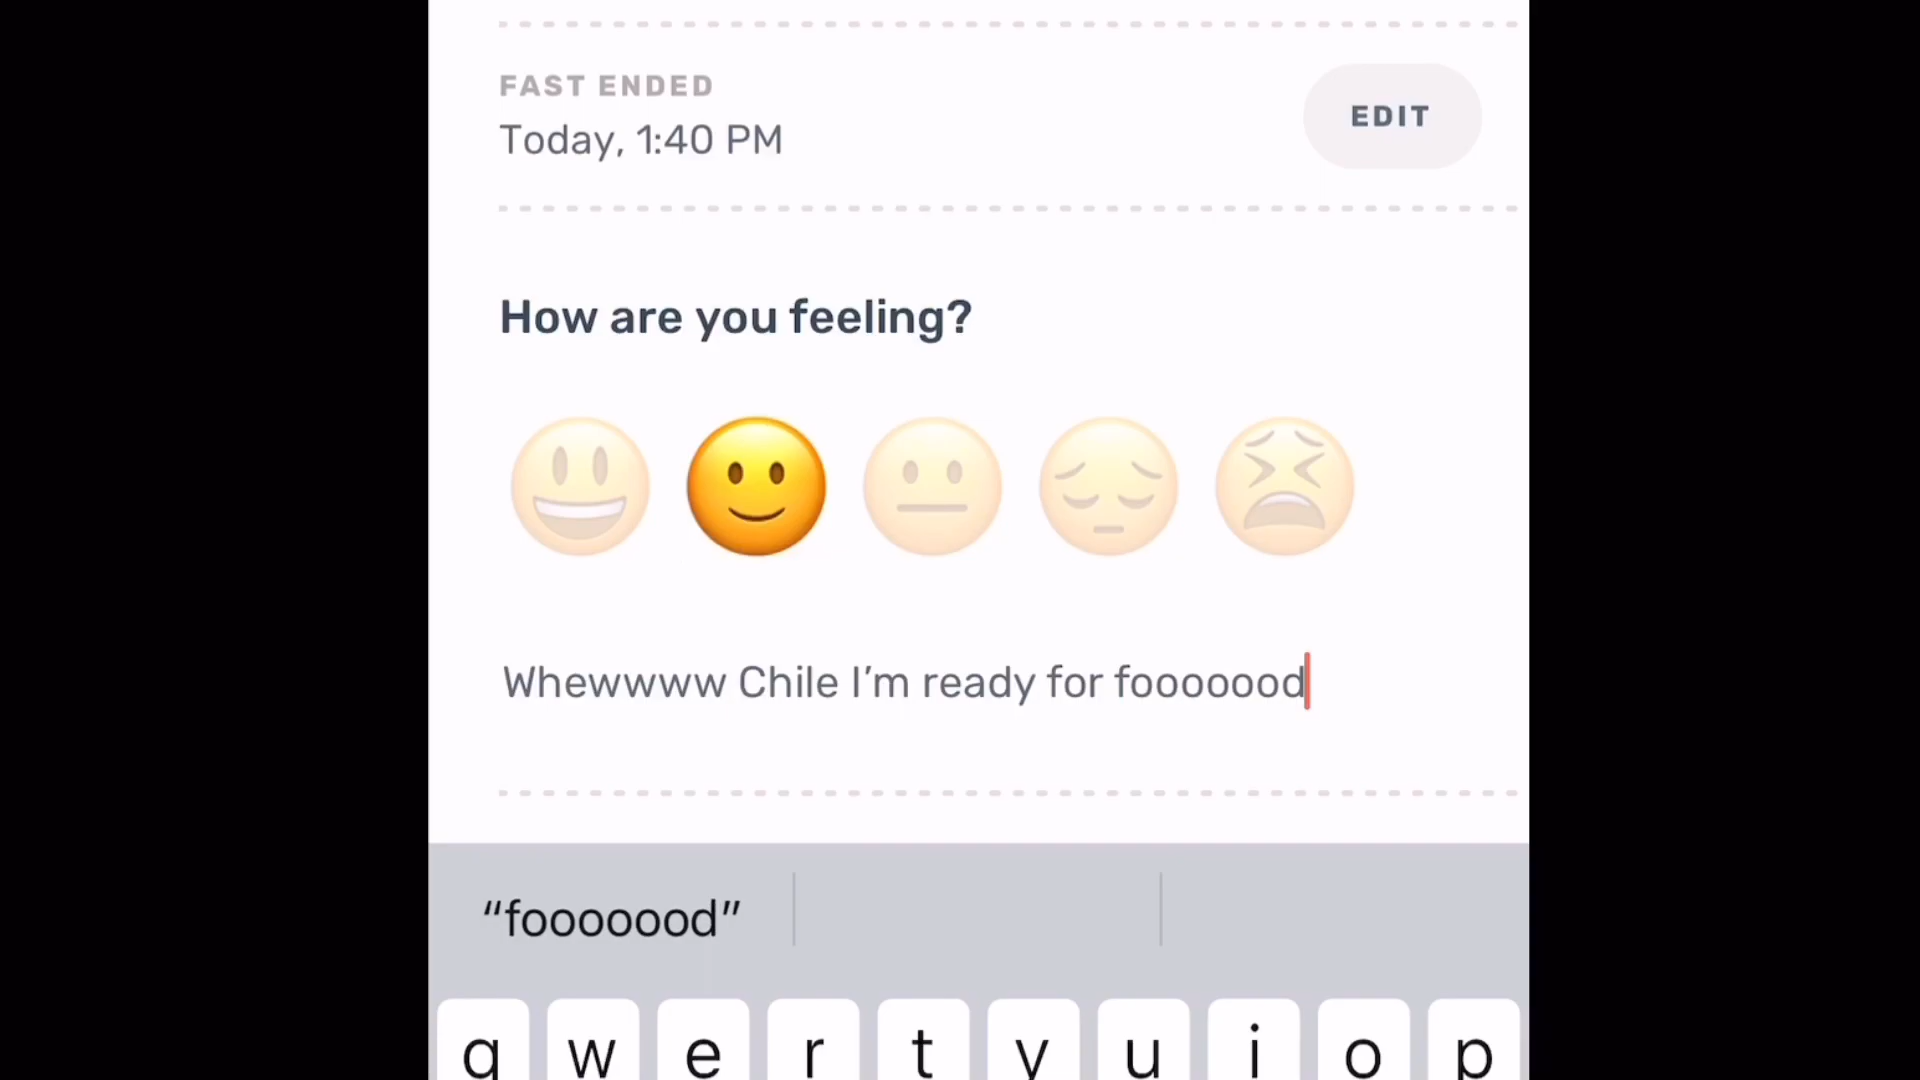 FAST ENDED
Today, 1:40 PM
EDIT
How are you feeling?
Whewwww Chile I’m ready for fooooood
“fooooood”
q w e r t y u i o p